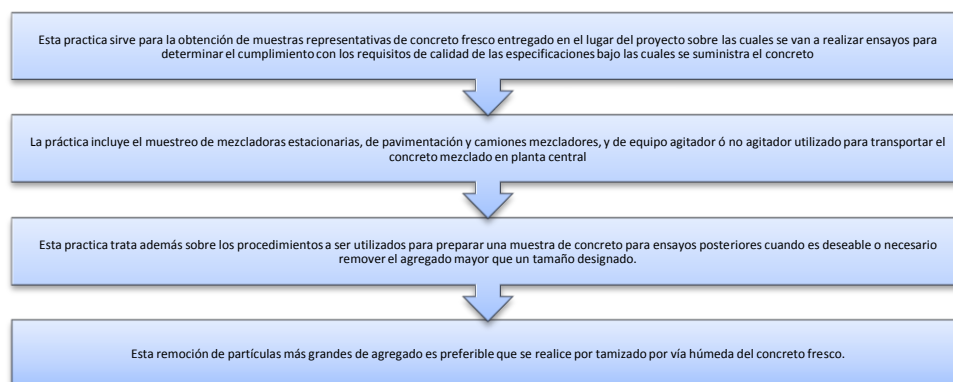 Esta practica sirve para la obtención de muestras representativas de concreto fresco entregado en el lugar del proyecto sobre las cuales se van a realizar ensayos para
determinar el cumplimiento con los requisitos de calidad de las especificaciones bajo las cuales se suministra el concreto
La práctica incluye el muestreo de mezcladoras estacionarias, de pavimentación y camiones mezcladores, y de equipo agitador ó no agitador utilizado para transportar el
concreto mezclado en planta central
Esta practica trata además sobre los procedimientos a ser utilizados para preparar una muestra de concreto para ensayos posteriores cuando es deseable o necesario
remover el agregado mayor que un tamaño designado.
Esta remoción de partículas más grandes de agregado es preferible que se realice por tamizado por vía húmeda del concreto fresco.